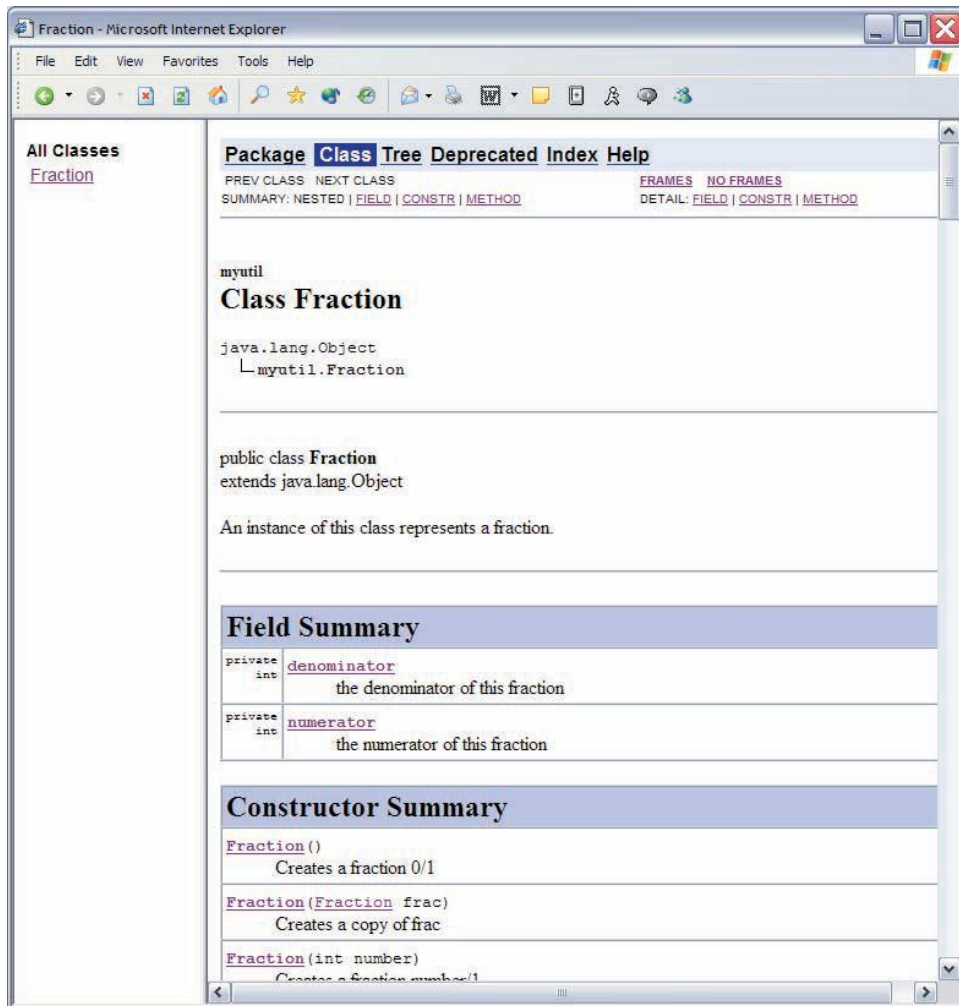 Fraction - Microsoft Internet Explorer
File Edit View Favorites Tools Help
All Classes
Fraction
Package Class Tree Deprecated Index Help
PREV CLASS NEXT CLASS FRAMES NO FRAMES
SUMMARY: NESTED | FIELD | CONSTR | METHOD DETAIL: FIELD | CONSTR | METHOD
myutil
Class Fraction
java.lang.Object
myutil.Fraction
public class Fraction
extends java.lang.Object
An instance of this class represents a fraction.
Field Summary
private int denominator
the denominator of this fraction
private int numerator
the numerator of this fraction
Constructor Summary
Fraction()
Creates a fraction 0/1
Fraction(Fraction frac)
Creates a copy of frac
Fraction(int number)
Creates a fraction number/1